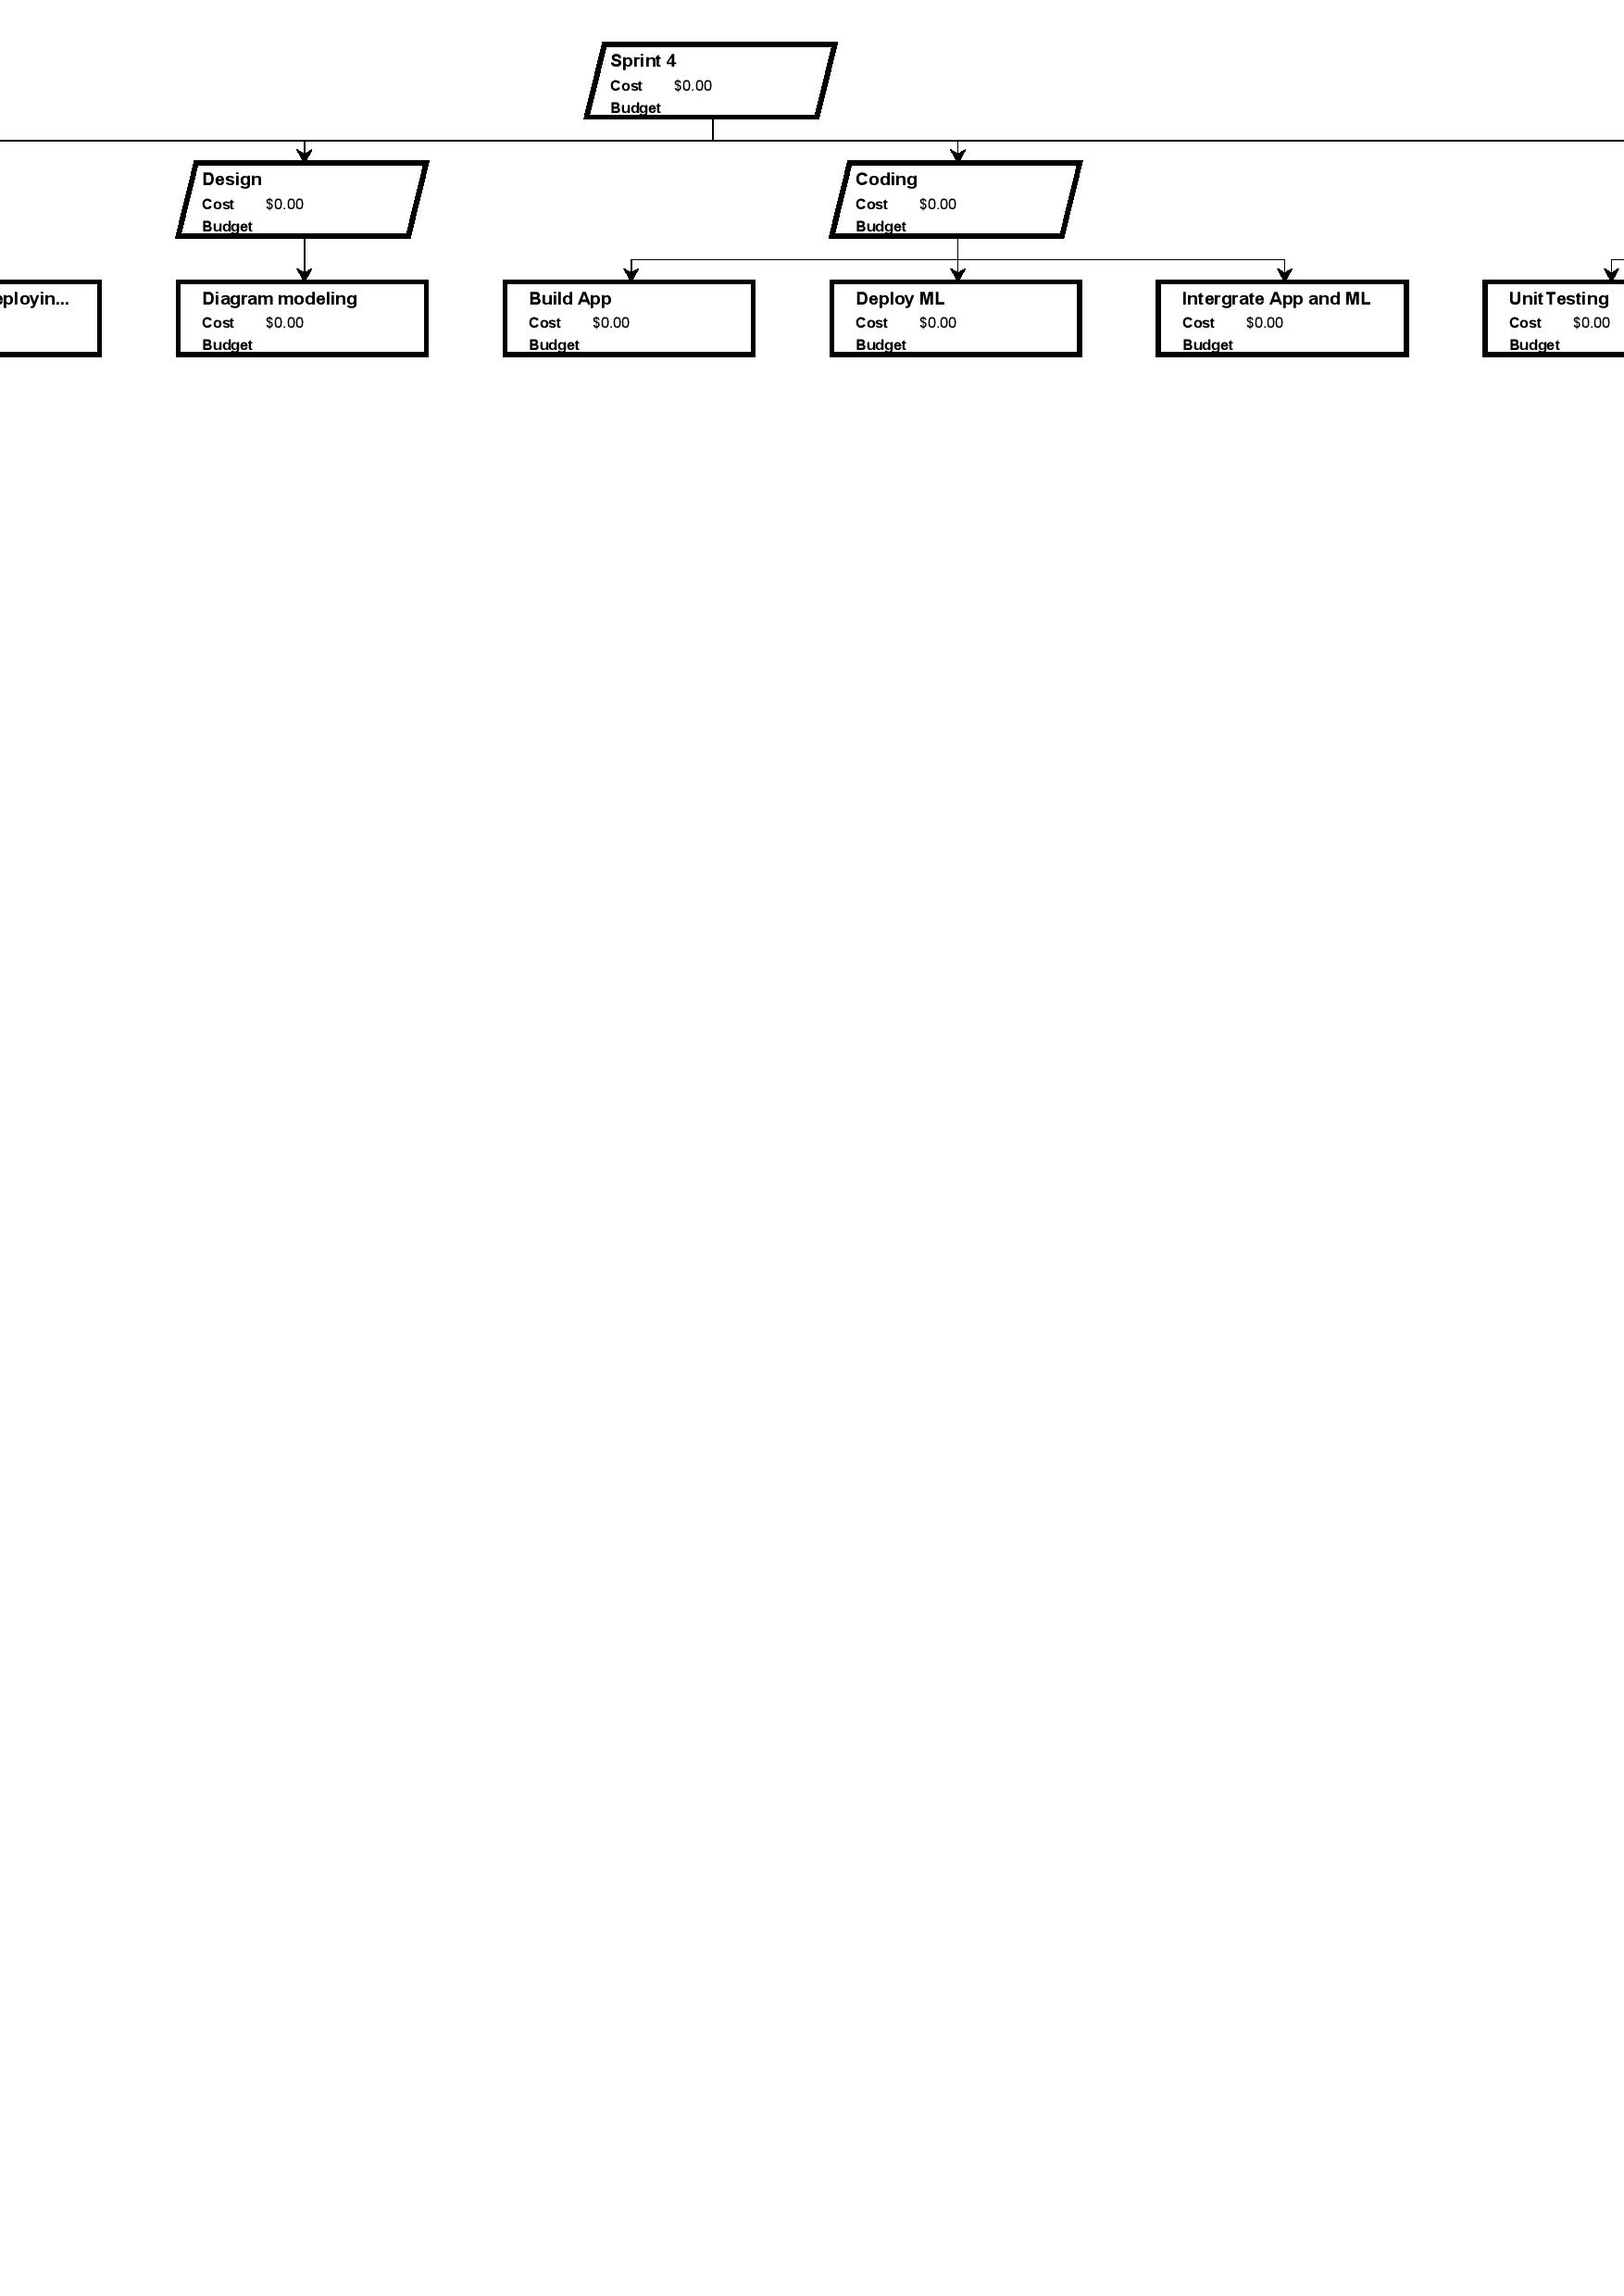 Sprint 4
Cost $0.00
Budget
Design
Cost $0.00
Budget
Coding
Cost $0.00
Budget
eployin...
Diagram modeling
Cost $0.00
Budget
Build App
Cost $0.00
Budget
Deploy ML
Cost $0.00
Budget
Intergrate App and ML
Cost $0.00
Budget
Unit Testing
Cost $0.00
Budget